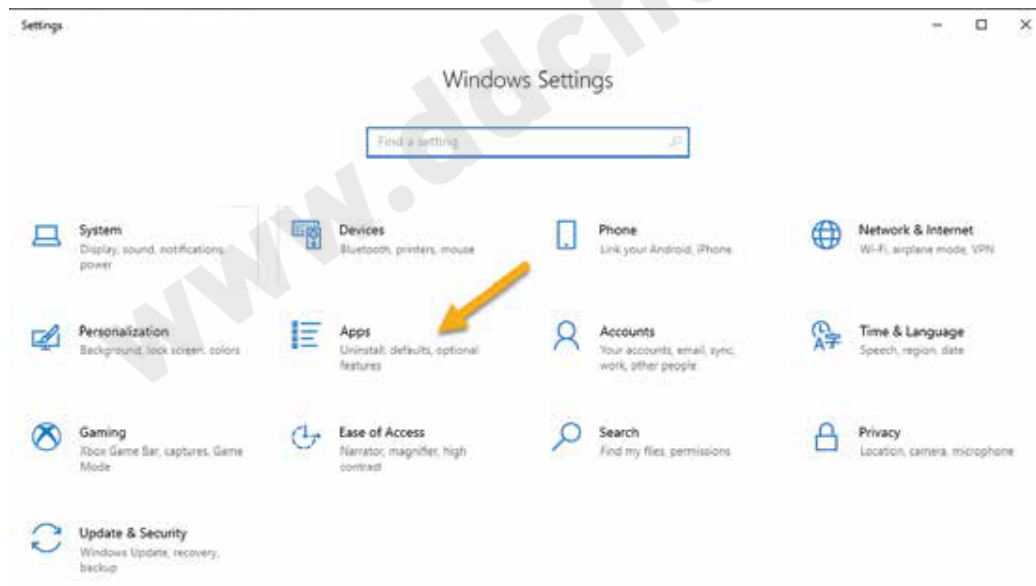 Settings
Windows Settings
Find a setting
System
Display, sound, notifications,
power
Devices
Bluetooth, printers, mouse
Phone
Link your Android, iPhone
Network & Internet
Wi-Fi, airplane mode, VPN
Personalization
Background, lock screen, colors
Apps
Uninstall, defaults, optional
features
Accounts
Your accounts, email, sync,
work, other people
Time & Language
Speech, region, date
Gaming
Xbox Game Bar, captures, Game
Mode
Ease of Access
Narrator, magnifier, high
contrast
Search
Find my files, permissions
Privacy
Location, camera, microphone
Update & Security
Windows Update, recovery,
backup